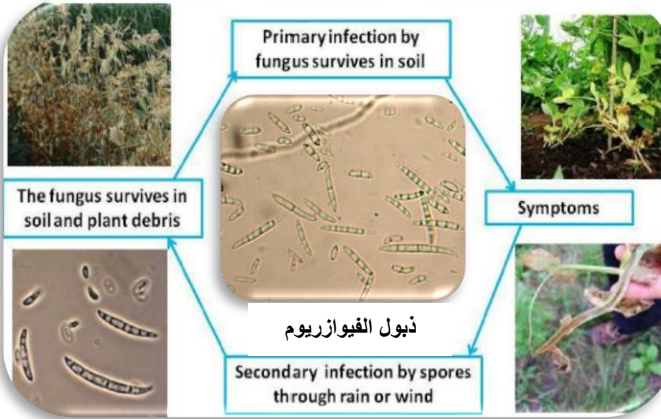 Primary infection by
fungus survives in soil
The fungus survives in
soil and plant debris
Symptoms
ذبول الفيوازريوم
Secondary infection by spores
through rain or wind